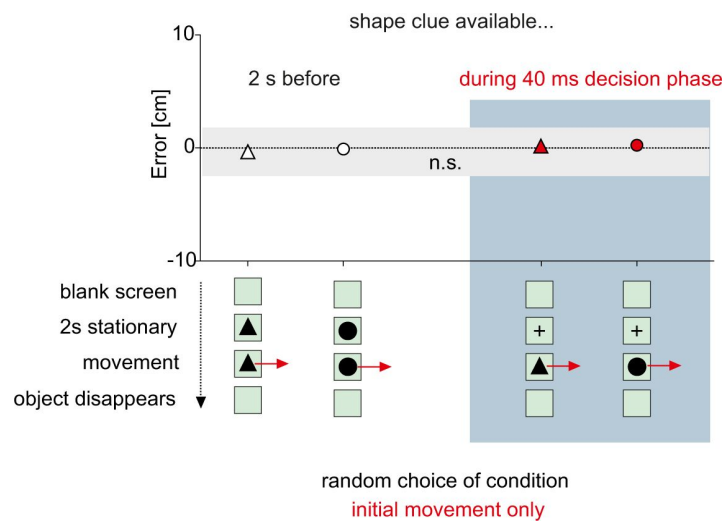 shape clue available...
2 s before
during 40 ms decision phase
10
0
-10
Error [cm]
n.s.
blank screen
2s stationary
+ +
movement
object disappears
random choice of condition
initial movement only